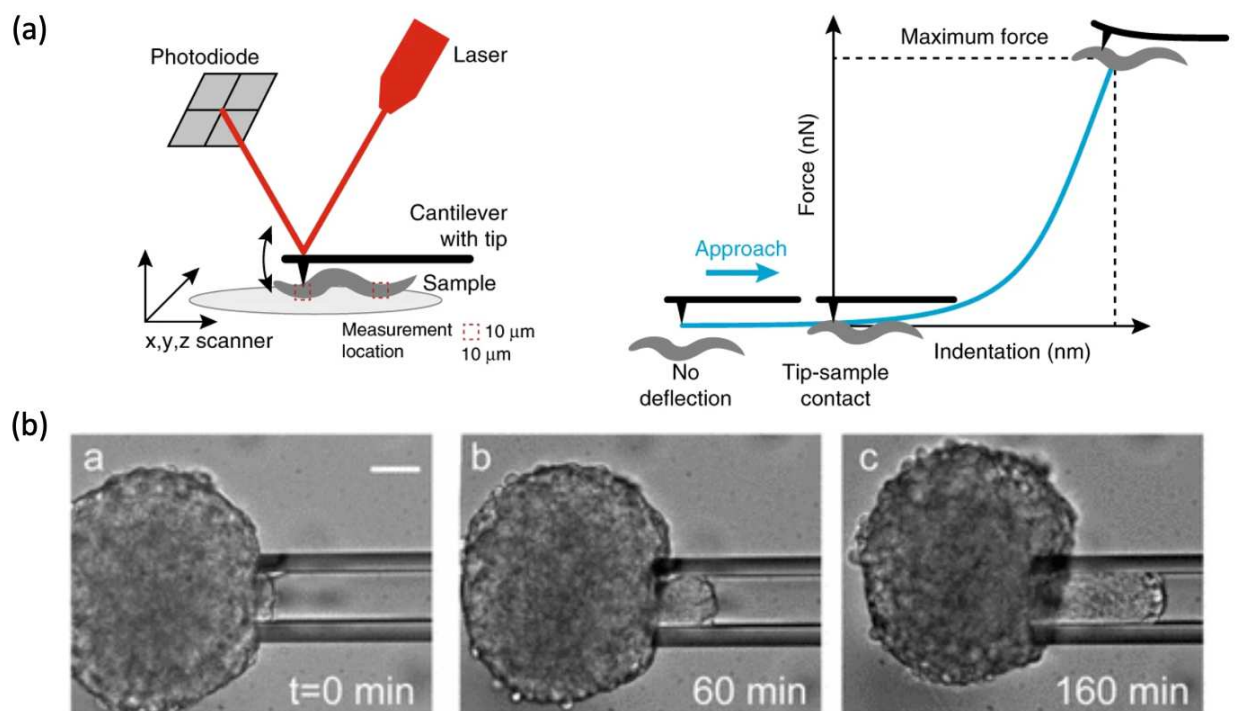 (a)
Photodiode
Laser
Cantilever
with tip
Sample
x,y,z scanner
Measurement
location
10 μm
10 μm
Maximum force
Force (nN)
Approach
Indentation (nm)
No
deflection
Tip-sample
contact
(b)
a
t=0 min
b
60 min
c
160 min